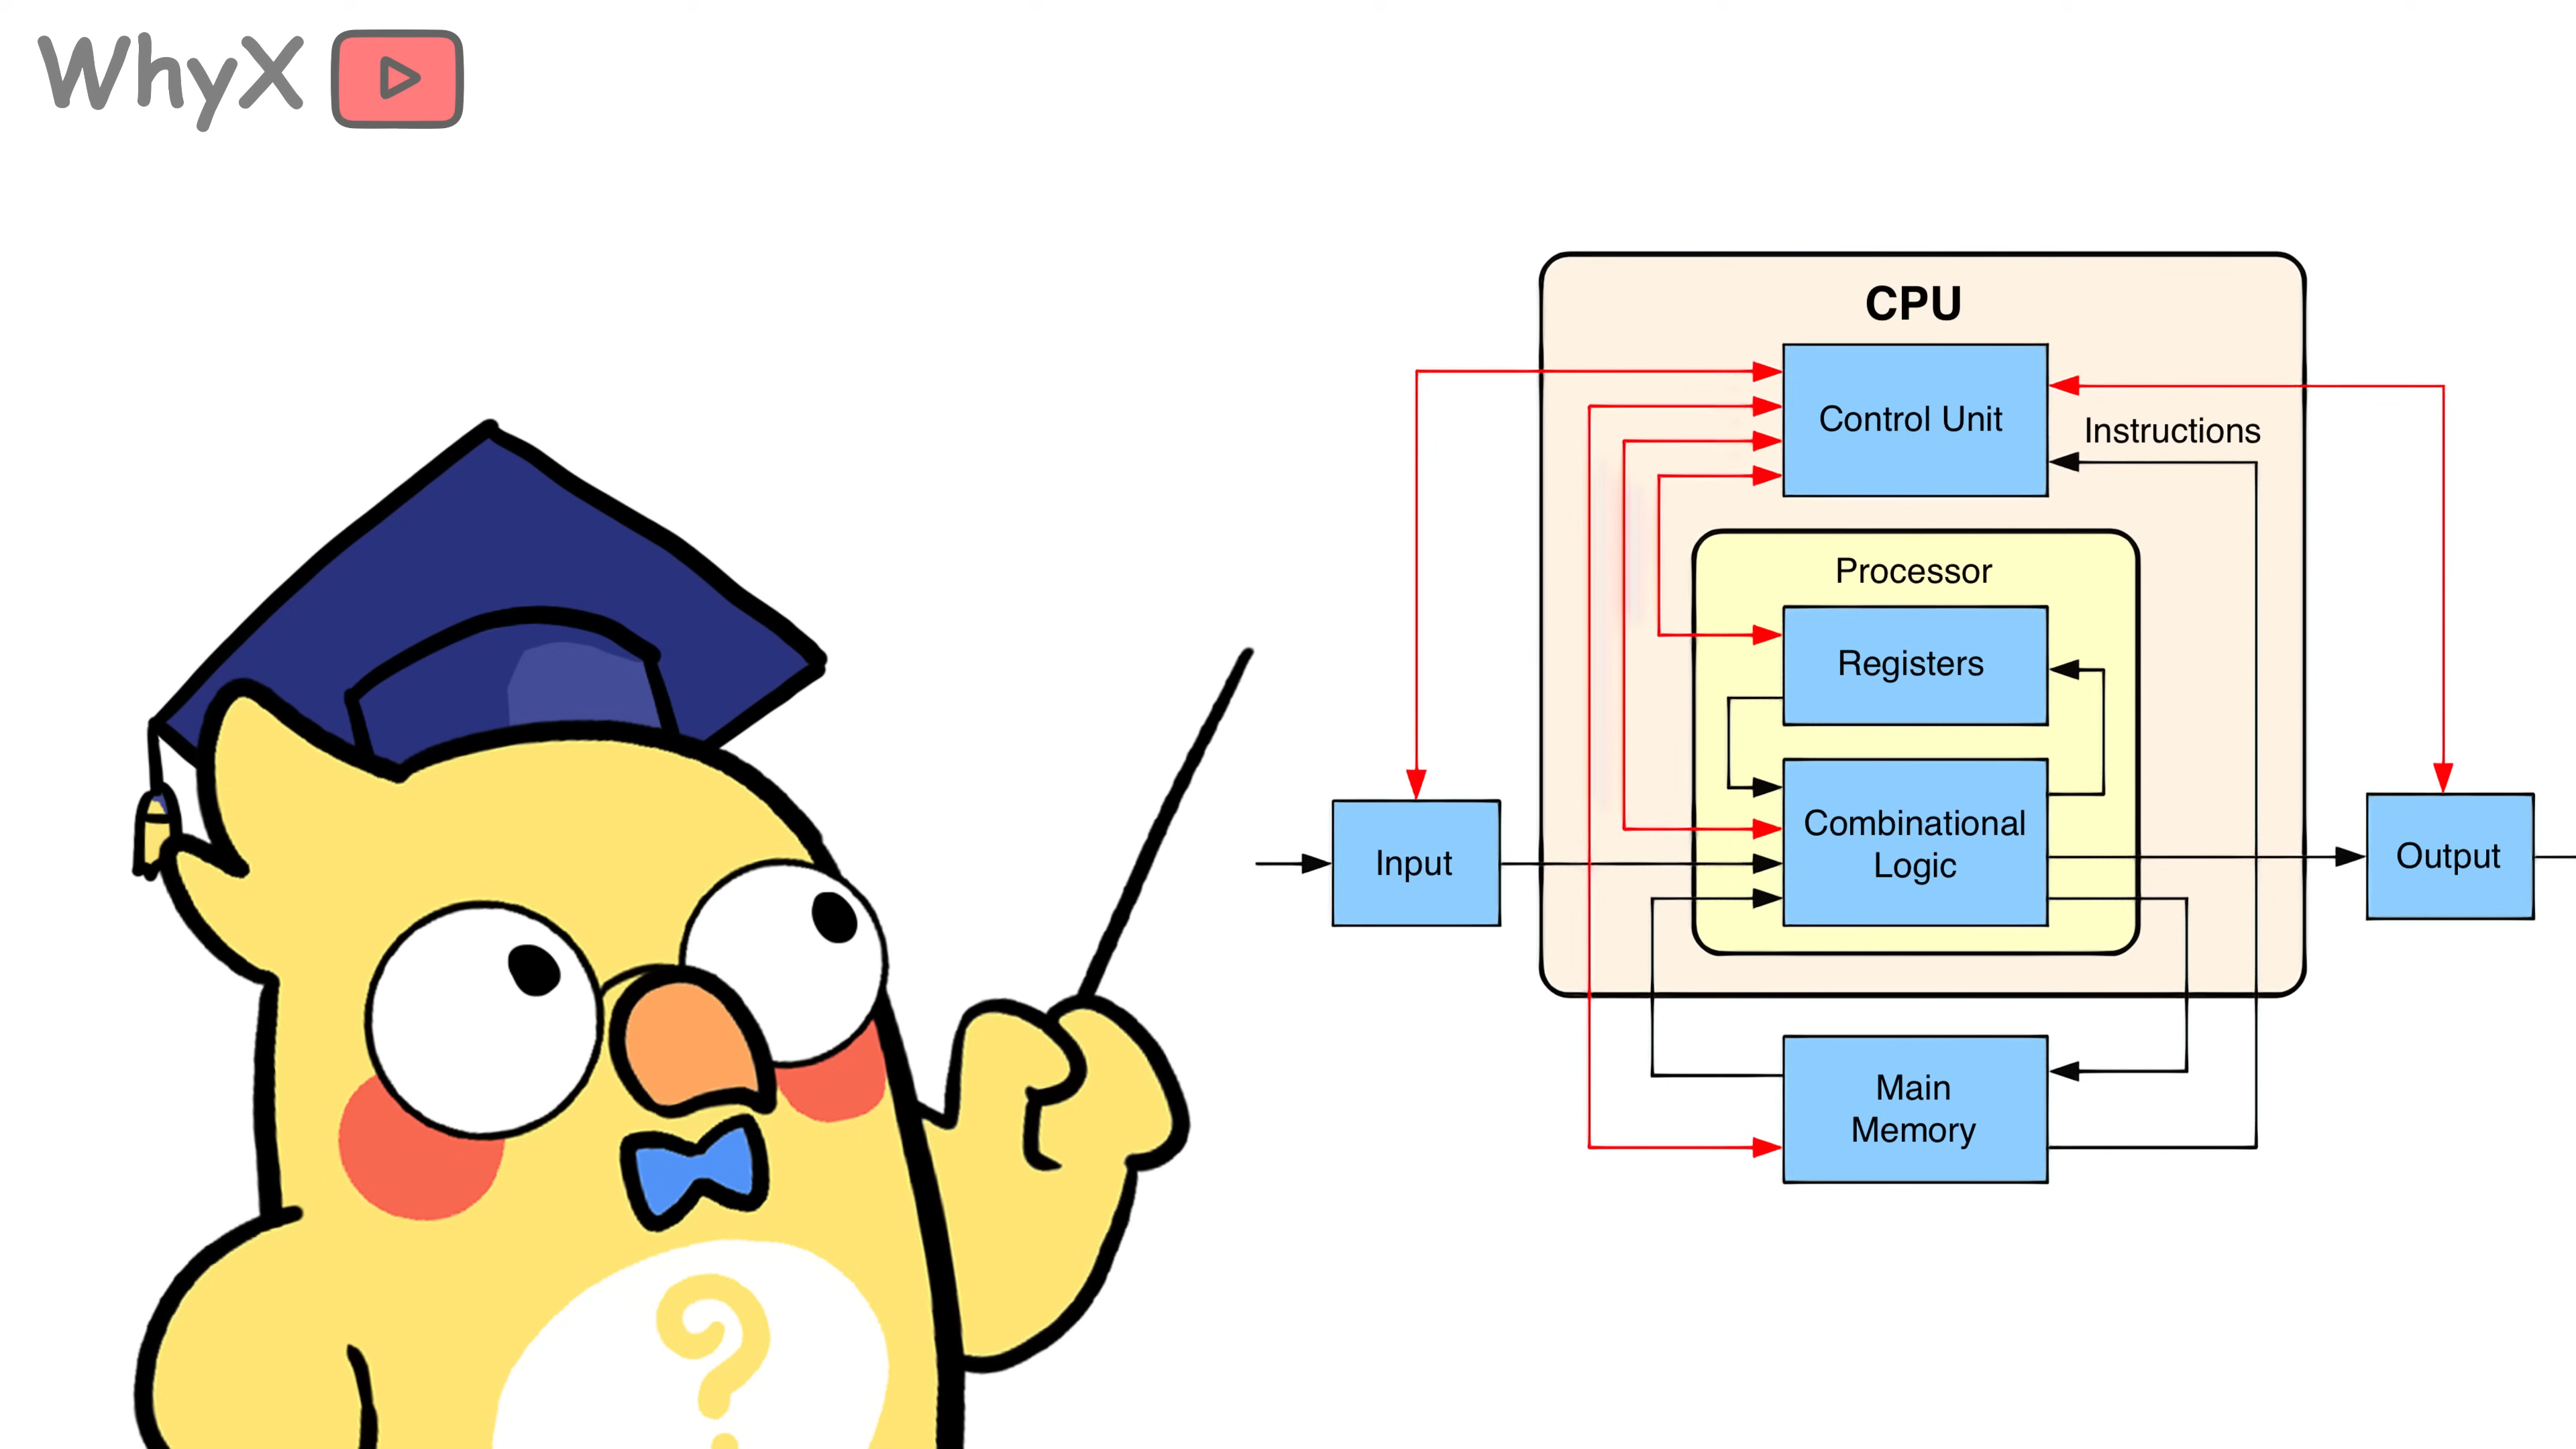 WhyX
CPU
Control Unit
Instructions
Processor
Registers
Combinational
Logic
Input
Output
Main
Memory
?